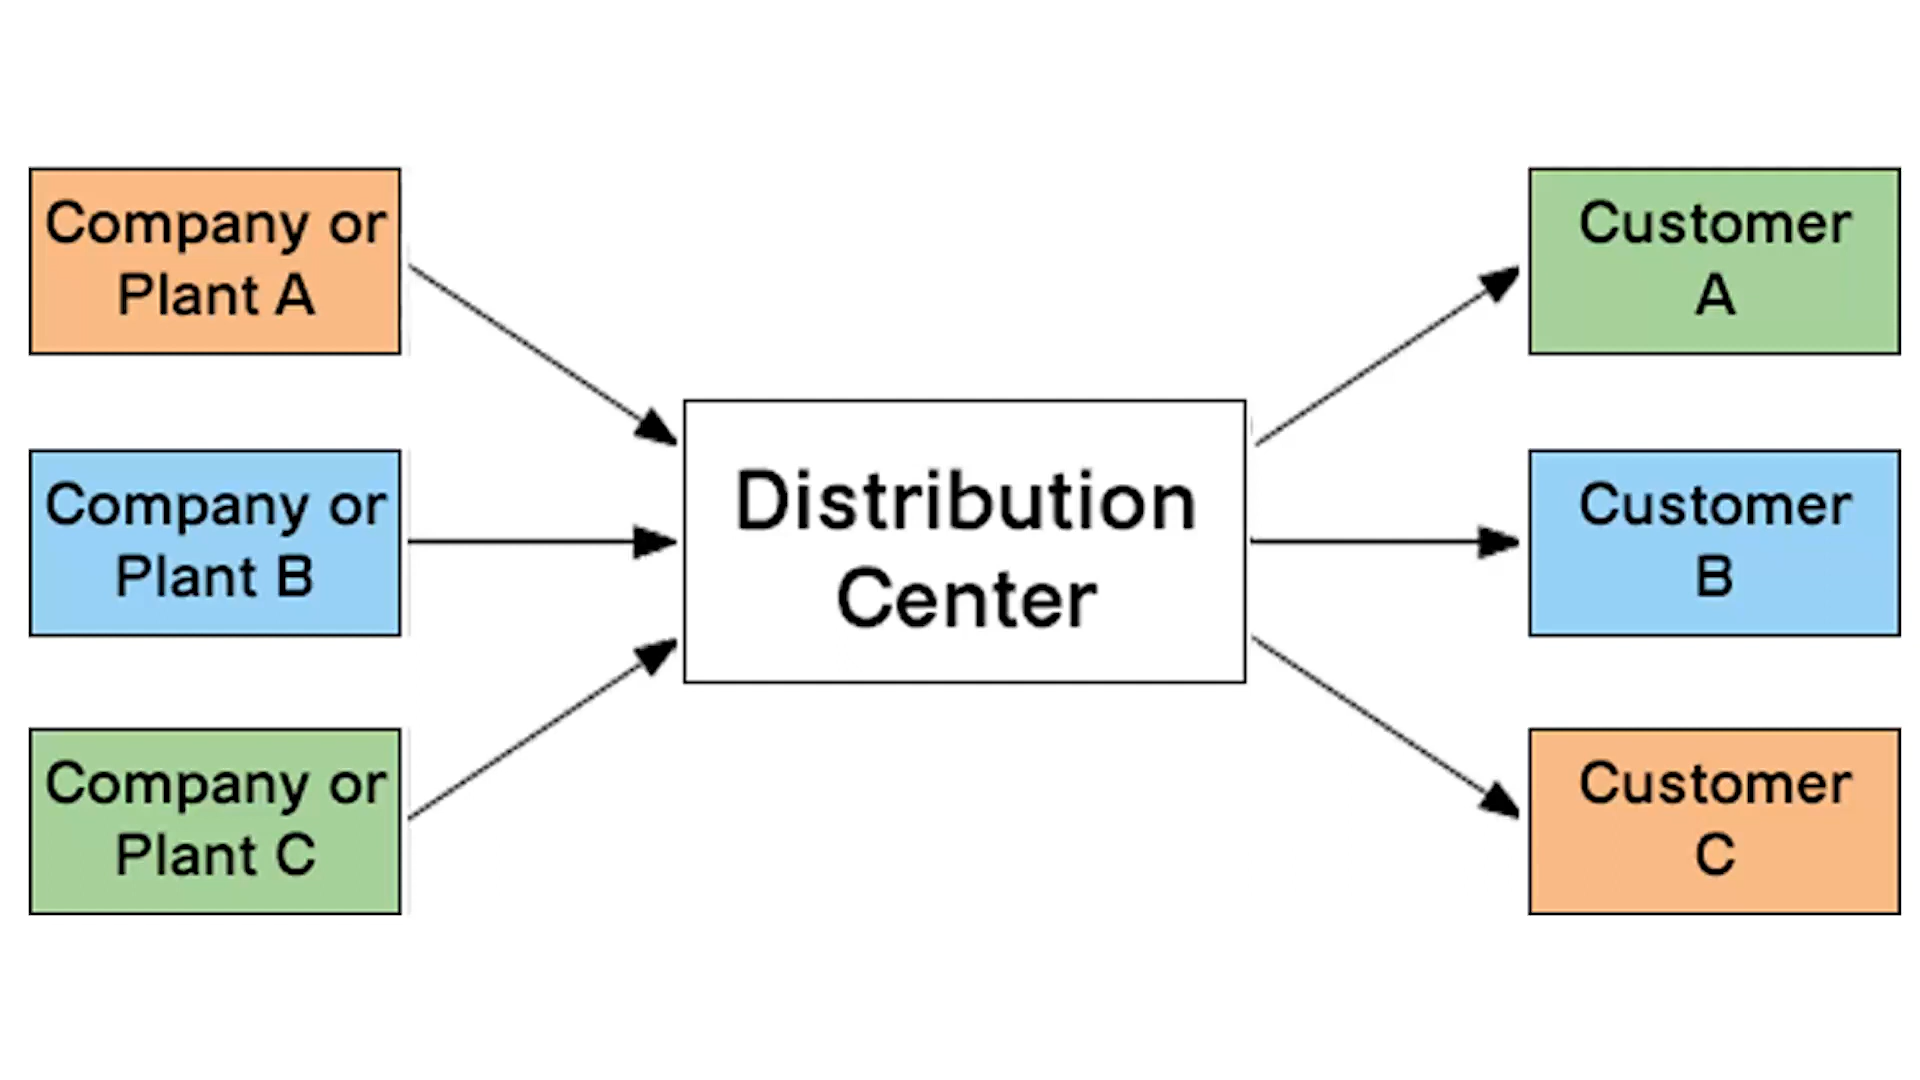 Company or
Plant A
Company or
Plant B
Company or
Plant C
Distribution
Center
Customer
A
Customer
B
Customer
C